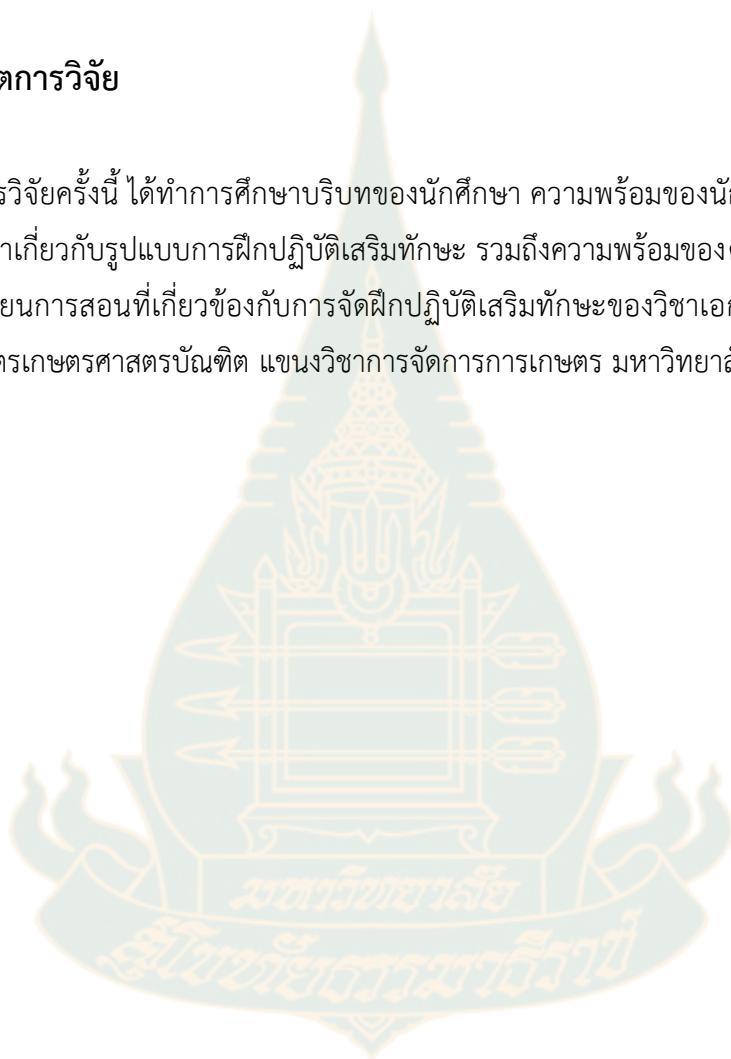 ตการวิจัย
รวิจัยครั้งนี้ ได้ทำการศึกษาบริบทของนักศึกษา ความพร้อมของนัก
าเกี่ยวกับรูปแบบการฝึกปฏิบัติเสริมทักษะ รวมถึงความพร้อมของ
ยนการสอนที่เกี่ยวข้องกับการจัดฝึกปฏิบัติเสริมทักษะของวิชาเอก
ตรเกษตรศาสตรบัณฑิต แขนงวิชาการจัดการการเกษตร มหาวิทยาลั
มหาวิทยาลัย
สุโขทัยธรรมาธิราช